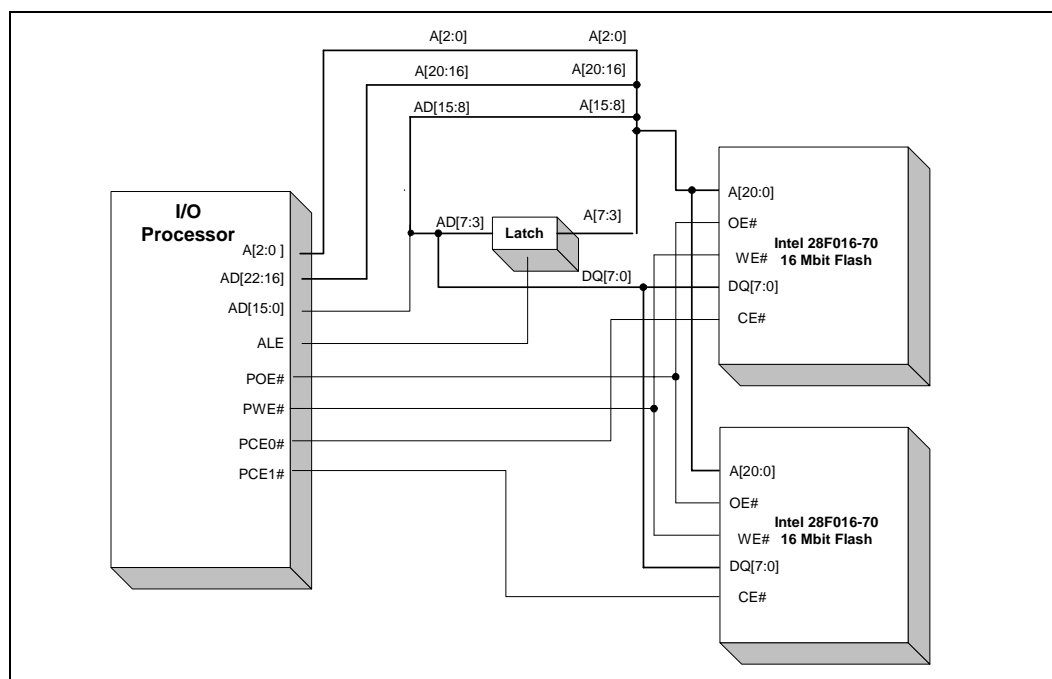 A[2:0]
A[2:0]
A[20:16]
A[20:16]
AD[15:8]
A[15:8]
I/O
Processor
A[2:0 ]
AD[22:16]
AD[15:0]
ALE
POE#
PWE#
PCE0#
PCE1#
AD[7:3]
Latch
A[7:3]
DQ[7:0]
A[20:0]
OE#
Intel 28F016-70
16 Mbit Flash
WE#
DQ[7:0]
CE#
A[20:0]
OE#
Intel 28F016-70
16 Mbit Flash
WE#
DQ[7:0]
CE#